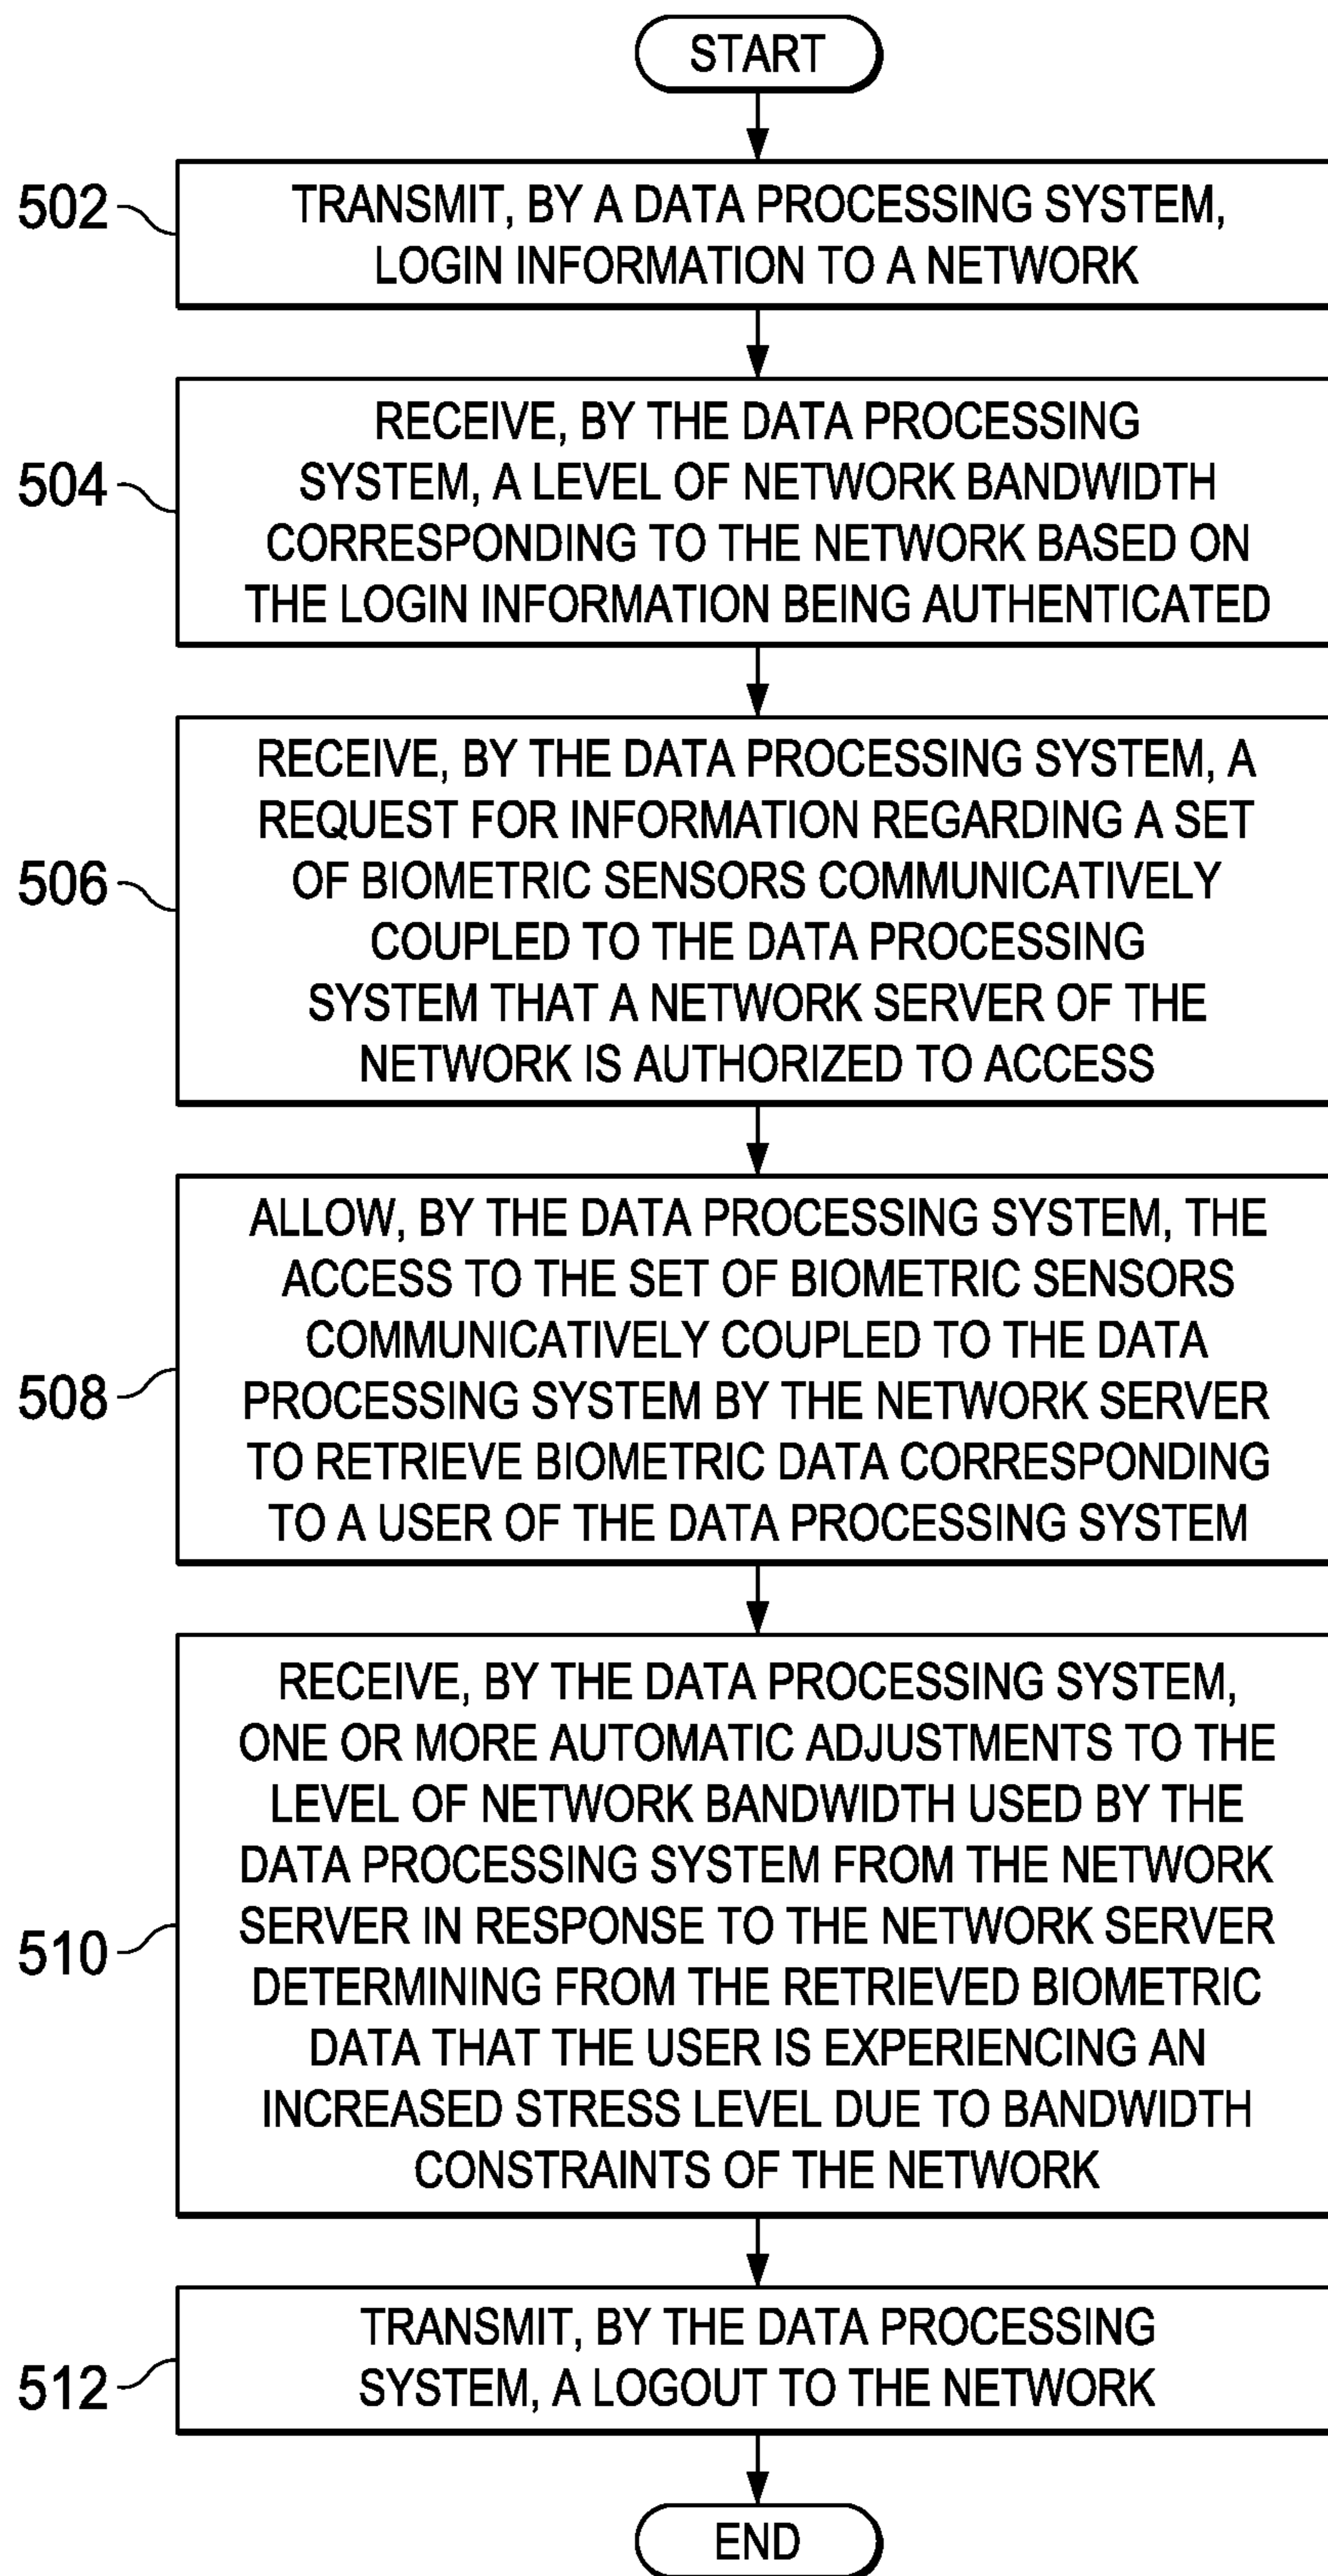 START
502
TRANSMIT, BY A DATA PROCESSING SYSTEM,
LOGIN INFORMATION TO A NETWORK
504
RECEIVE, BY THE DATA PROCESSING
SYSTEM, A LEVEL OF NETWORK BANDWIDTH
CORRESPONDING TO THE NETWORK BASED ON
THE LOGIN INFORMATION BEING AUTHENTICATED
506
RECEIVE, BY THE DATA PROCESSING SYSTEM, A
REQUEST FOR INFORMATION REGARDING A SET
OF BIOMETRIC SENSORS COMMUNICATIVELY
COUPLED TO THE DATA PROCESSING
SYSTEM THAT A NETWORK SERVER OF THE
NETWORK IS AUTHORIZED TO ACCESS
508
ALLOW, BY THE DATA PROCESSING SYSTEM, THE
ACCESS TO THE SET OF BIOMETRIC SENSORS
COMMUNICATIVELY COUPLED TO THE DATA
PROCESSING SYSTEM BY THE NETWORK SERVER
TO RETRIEVE BIOMETRIC DATA CORRESPONDING
TO A USER OF THE DATA PROCESSING SYSTEM
510
RECEIVE, BY THE DATA PROCESSING SYSTEM,
ONE OR MORE AUTOMATIC ADJUSTMENTS TO THE
LEVEL OF NETWORK BANDWIDTH USED BY THE
DATA PROCESSING SYSTEM FROM THE NETWORK
SERVER IN RESPONSE TO THE NETWORK SERVER
DETERMINING FROM THE RETRIEVED BIOMETRIC
DATA THAT THE USER IS EXPERIENCING AN
INCREASED STRESS LEVEL DUE TO BANDWIDTH
CONSTRAINTS OF THE NETWORK
512
TRANSMIT, BY THE DATA PROCESSING
SYSTEM, A LOGOUT TO THE NETWORK
END